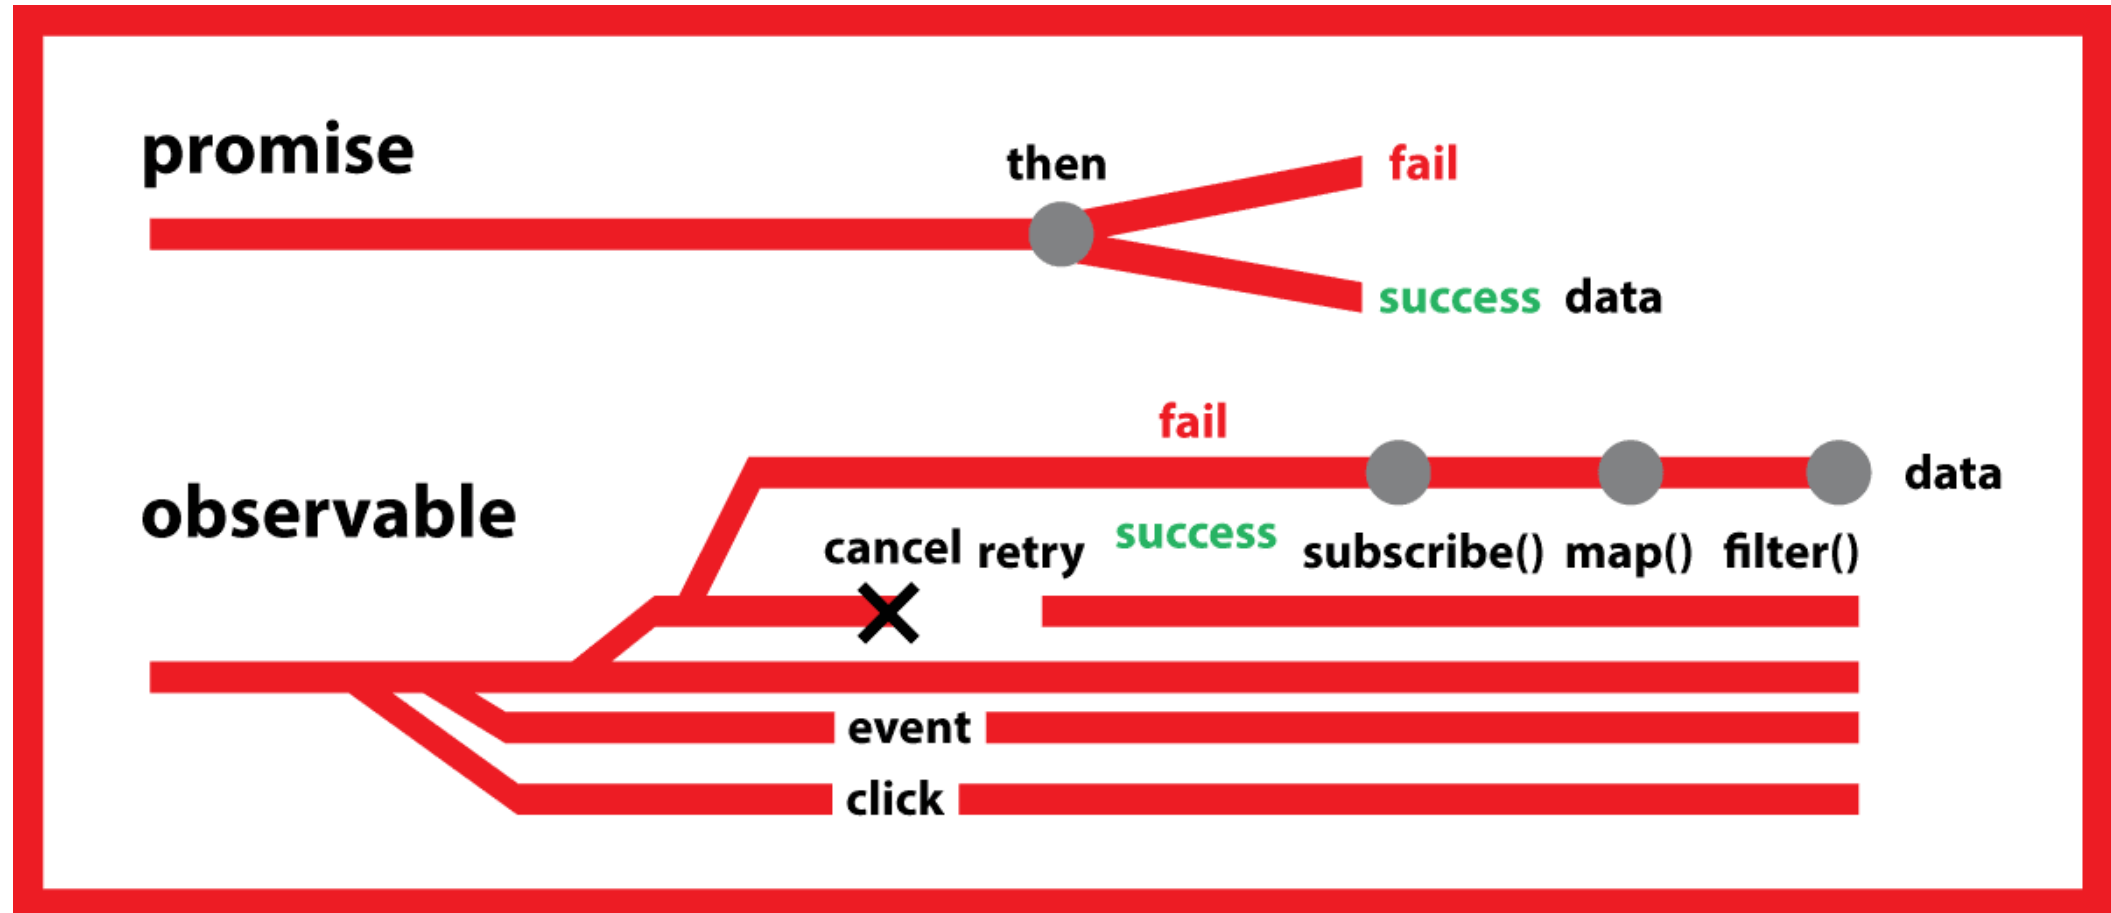 promise
then
fail
success data
fail
data
observable
cancel retry success subscribe() map() filter()
event
click